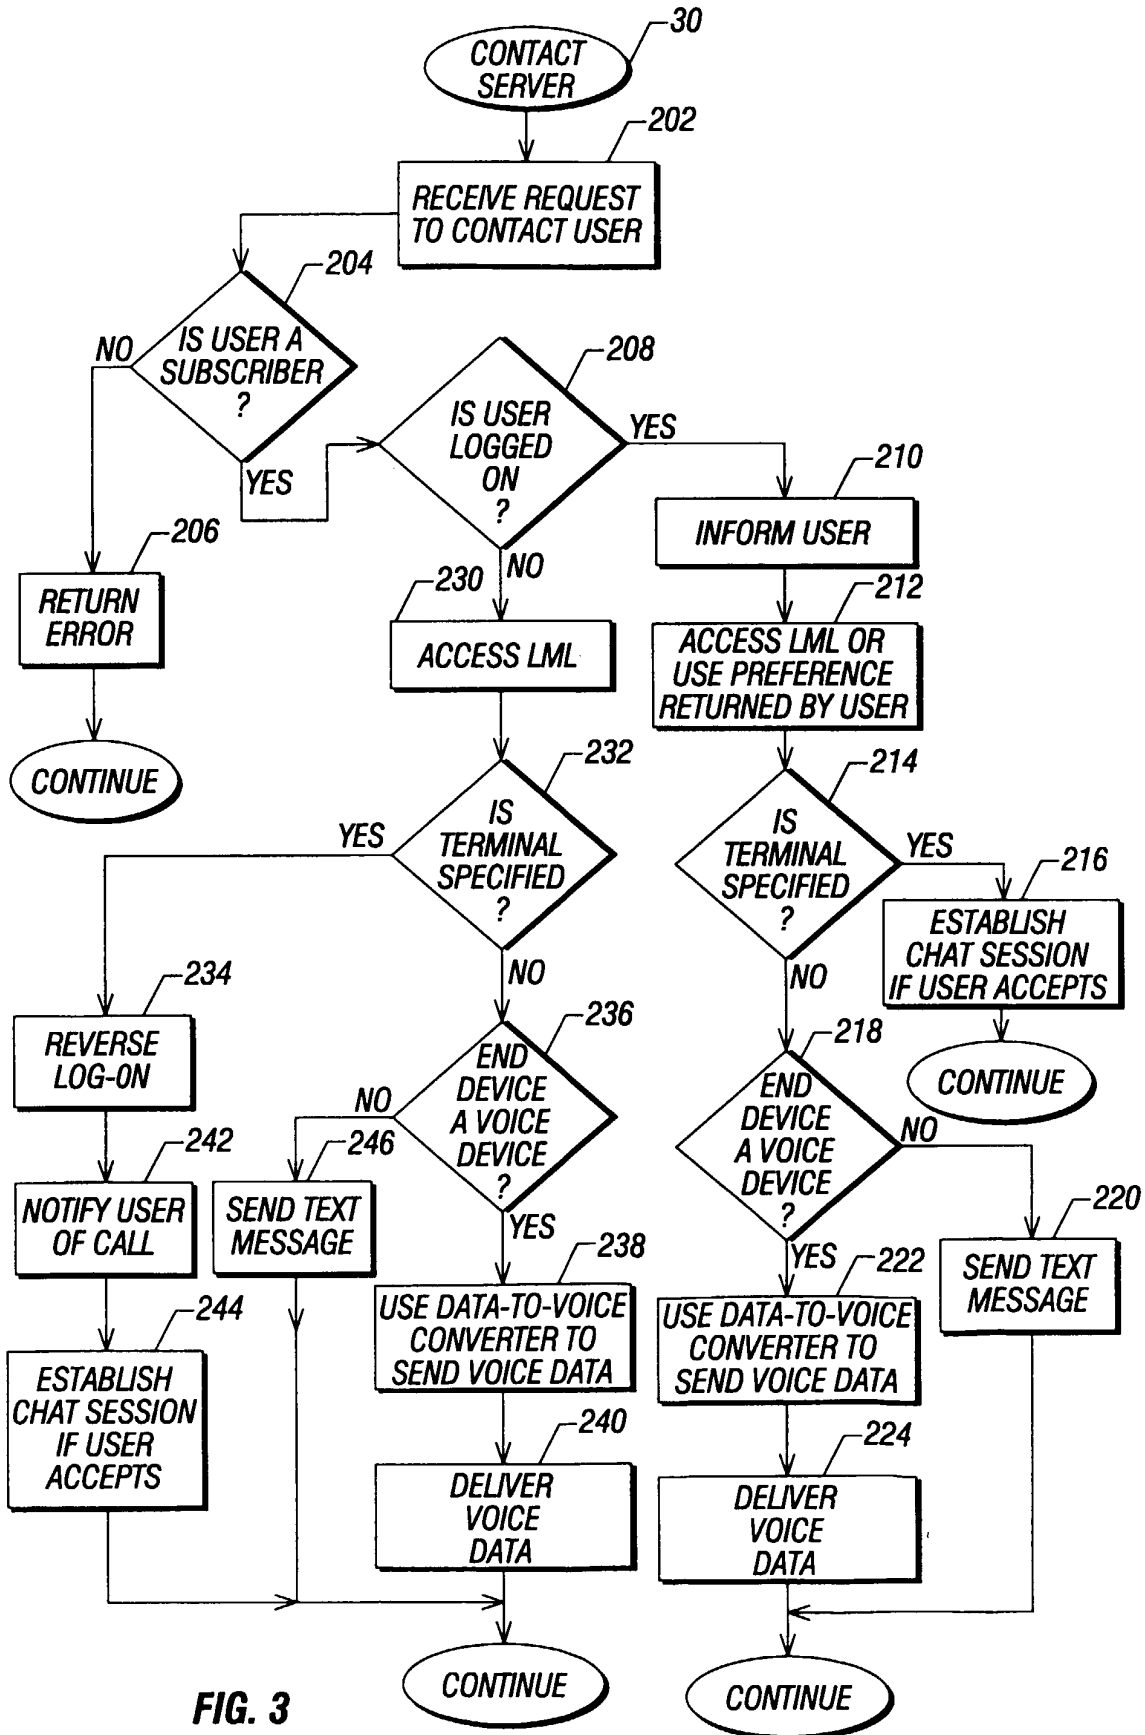 30
CONTACT
SERVER
202
RECEIVE REQUEST
TO CONTACT USER
204
IS USER A
SUBSCRIBER
?
NO
YES
208
IS USER
LOGGED
ON
?
YES
NO
206
RETURN
ERROR
CONTINUE
210
INFORM USER
230
ACCESS LML
212
ACCESS LML OR
USE PREFERENCE
RETURNED BY USER
232
IS
TERMINAL
SPECIFIED
?
YES
NO
214
IS
TERMINAL
SPECIFIED
?
YES
NO
216
ESTABLISH
CHAT SESSION
IF USER ACCEPTS
CONTINUE
234
REVERSE
LOG-ON
236
END
DEVICE
A VOICE
DEVICE
?
NO
YES
218
END
DEVICE
A VOICE
DEVICE
?
NO
YES
242
NOTIFY USER
OF CALL
246
SEND TEXT
MESSAGE
220
SEND TEXT
MESSAGE
238
USE DATA-TO-VOICE
CONVERTER TO
SEND VOICE DATA
222
USE DATA-TO-VOICE
CONVERTER TO
SEND VOICE DATA
244
ESTABLISH
CHAT SESSION
IF USER
ACCEPTS
240
DELIVER
VOICE
DATA
224
DELIVER
VOICE
DATA
CONTINUE
CONTINUE
FIG. 3